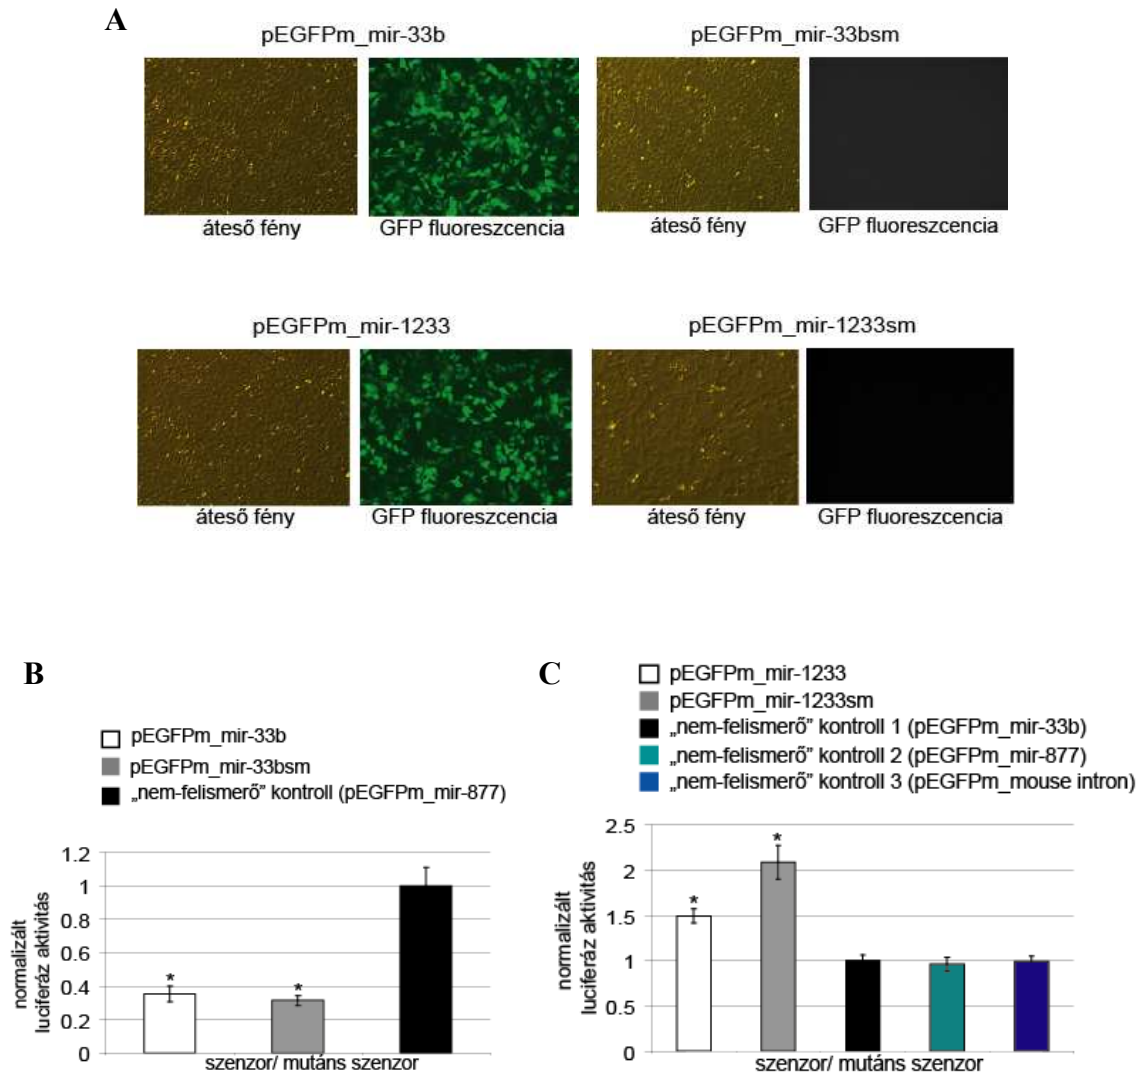 A
pEGFPm_mir-33b
pEGFPm_mir-33bsm
áteső fény
GFP fluoreszcencia
áteső fény
GFP fluoreszcencia
pEGFPm_mir-1233
pEGFPm_mir-1233sm
áteső fény
GFP fluoreszcencia
áteső fény
GFP fluoreszcencia
B
pEGFPm_mir-33b
pEGFPm_mir-33bsm
„nem-felismerő” kontroll (pEGFPm_mir-877)
1.2
1
0.8
0.6
0.4
0.2
0
normalizált
luciferáz aktivitás
*
*
szenzor/ mutáns szenzor
C
pEGFPm_mir-1233
pEGFPm_mir-1233sm
„nem-felismerő” kontroll 1 (pEGFPm_mir-33b)
„nem-felismerő” kontroll 2 (pEGFPm_mir-877)
„nem-felismerő” kontroll 3 (pEGFPm_mouse intron)
2.5
2
1.5
1
0.5
0
normalizált
luciferáz aktivitás
*
*
szenzor/ mutáns szenzor